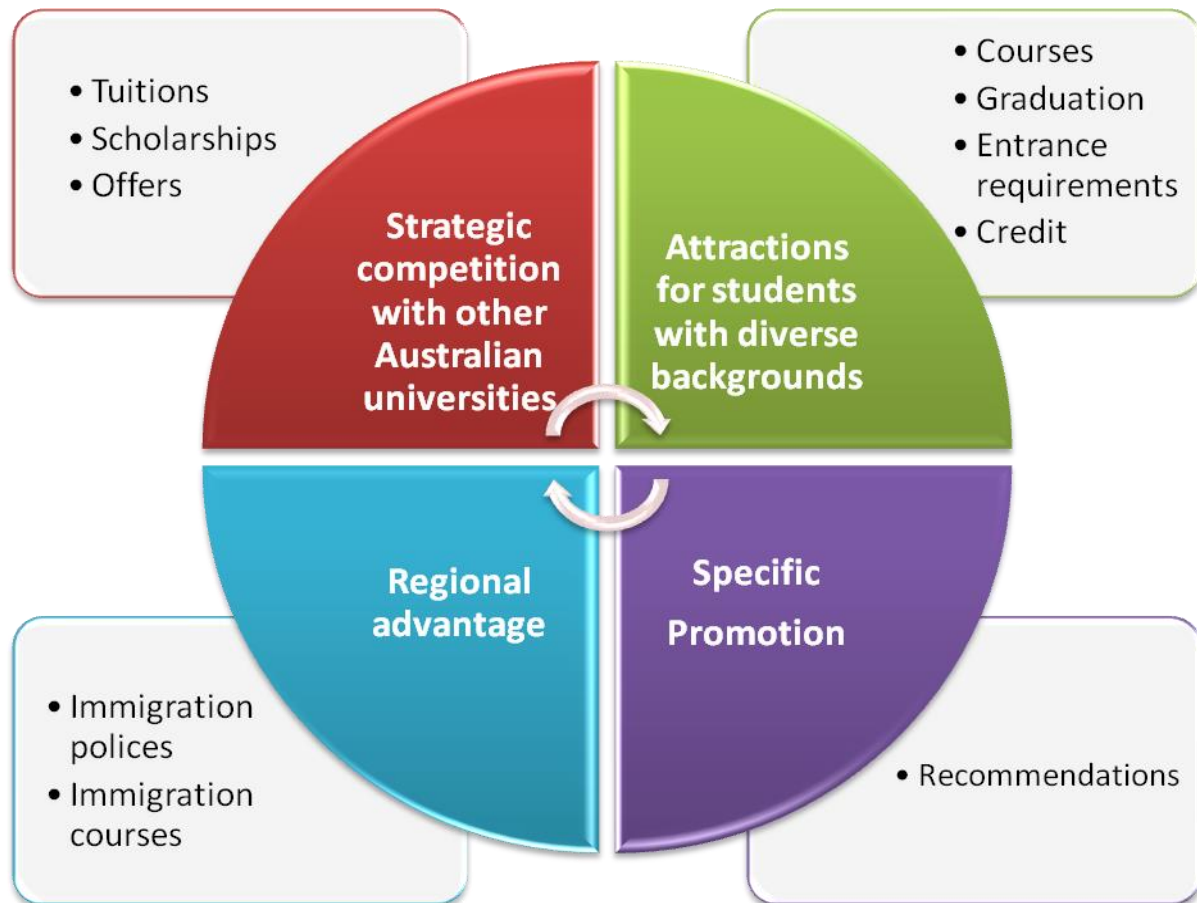 • Tuitions
• Scholarships
• Offers
Strategic
competition
with other
Australian
universities
• Courses
• Graduation
• Entrance
requirements
• Credit
Attractions
for students
with diverse
backgrounds
Regional
advantage
• Immigration
polices
• Immigration
courses
Specific
Promotion
• Recommendations